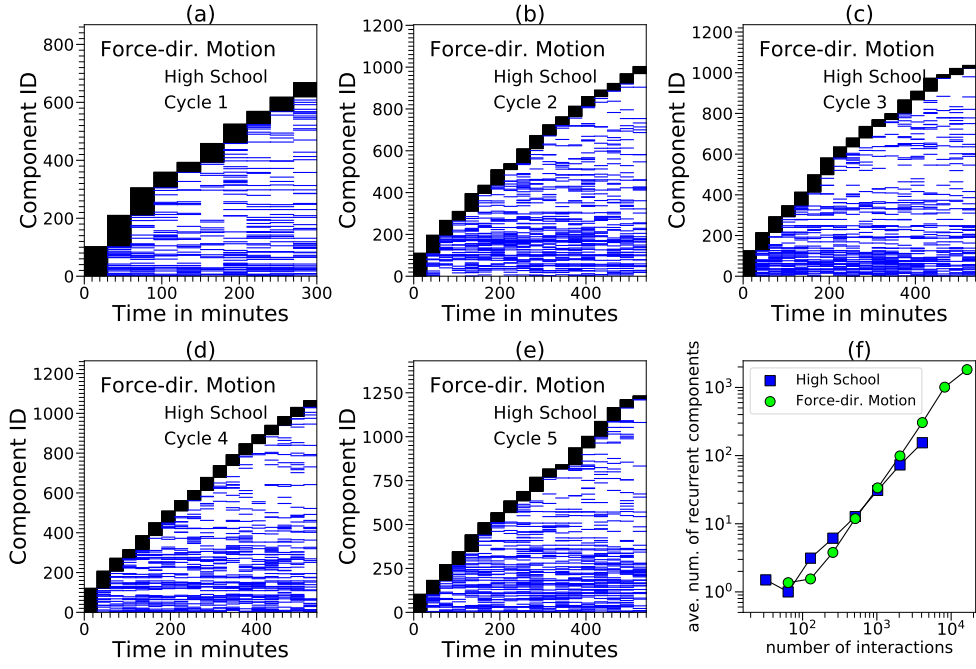 (a)
Component ID
800
600
400
200
0
Force-dir. Motion
High School
Cycle 1
0 100 200 300
Time in minutes
(b)
Component ID
1200
1000
800
600
400
200
0
Force-dir. Motion
High School
Cycle 2
0 200 400
Time in minutes
(c)
Component ID
1200
1000
800
600
400
200
0
Force-dir. Motion
High School
Cycle 3
0 200 400
Time in minutes
(d)
Component ID
1200
1000
800
600
400
200
0
Force-dir. Motion
High School
Cycle 4
0 200 400
Time in minutes
(e)
Component ID
1250
1000
750
500
250
0
Force-dir. Motion
High School
Cycle 5
0 200 400
Time in minutes
(f)
ave. num. of recurrent components
10³
10²
10¹
10⁰
High School
Force-dir. Motion
10² 10³ 10⁴
number of interactions